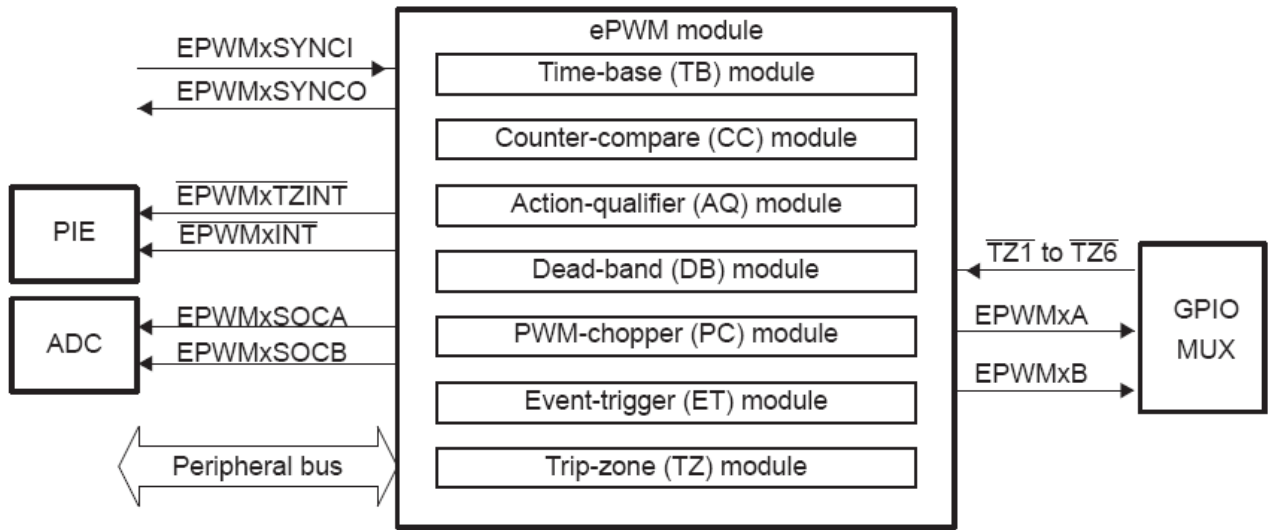 ePWM module
EPWMxSYNCI
Time-base (TB) module
EPWMxSYNCO
Counter-compare (CC) module
EPWMxTZINT
Action-qualifier (AQ) module
PIE
EPWMxINT
TZ1 to TZ6
Dead-band (DB) module
EPWMxSOCA
EPWMxA
GPIO
MUX
PWM-chopper (PC) module
ADC
EPWMxSOCB
EPWMxB
Event-trigger (ET) module
Peripheral bus
Trip-zone (TZ) module